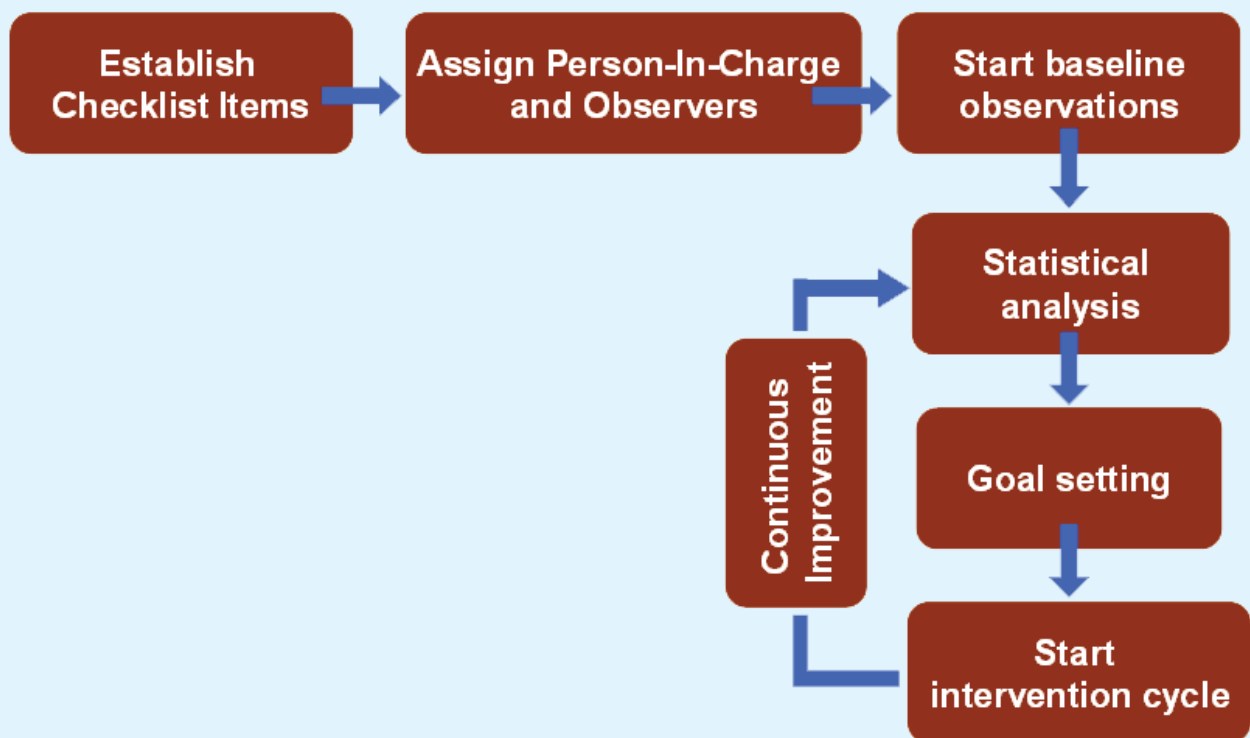 Establish
Checklist Items
Assign Person-In-Charge
and Observers
Start baseline
observations
Statistical
analysis
Continuous
Improvement
Goal setting
Start
intervention cycle